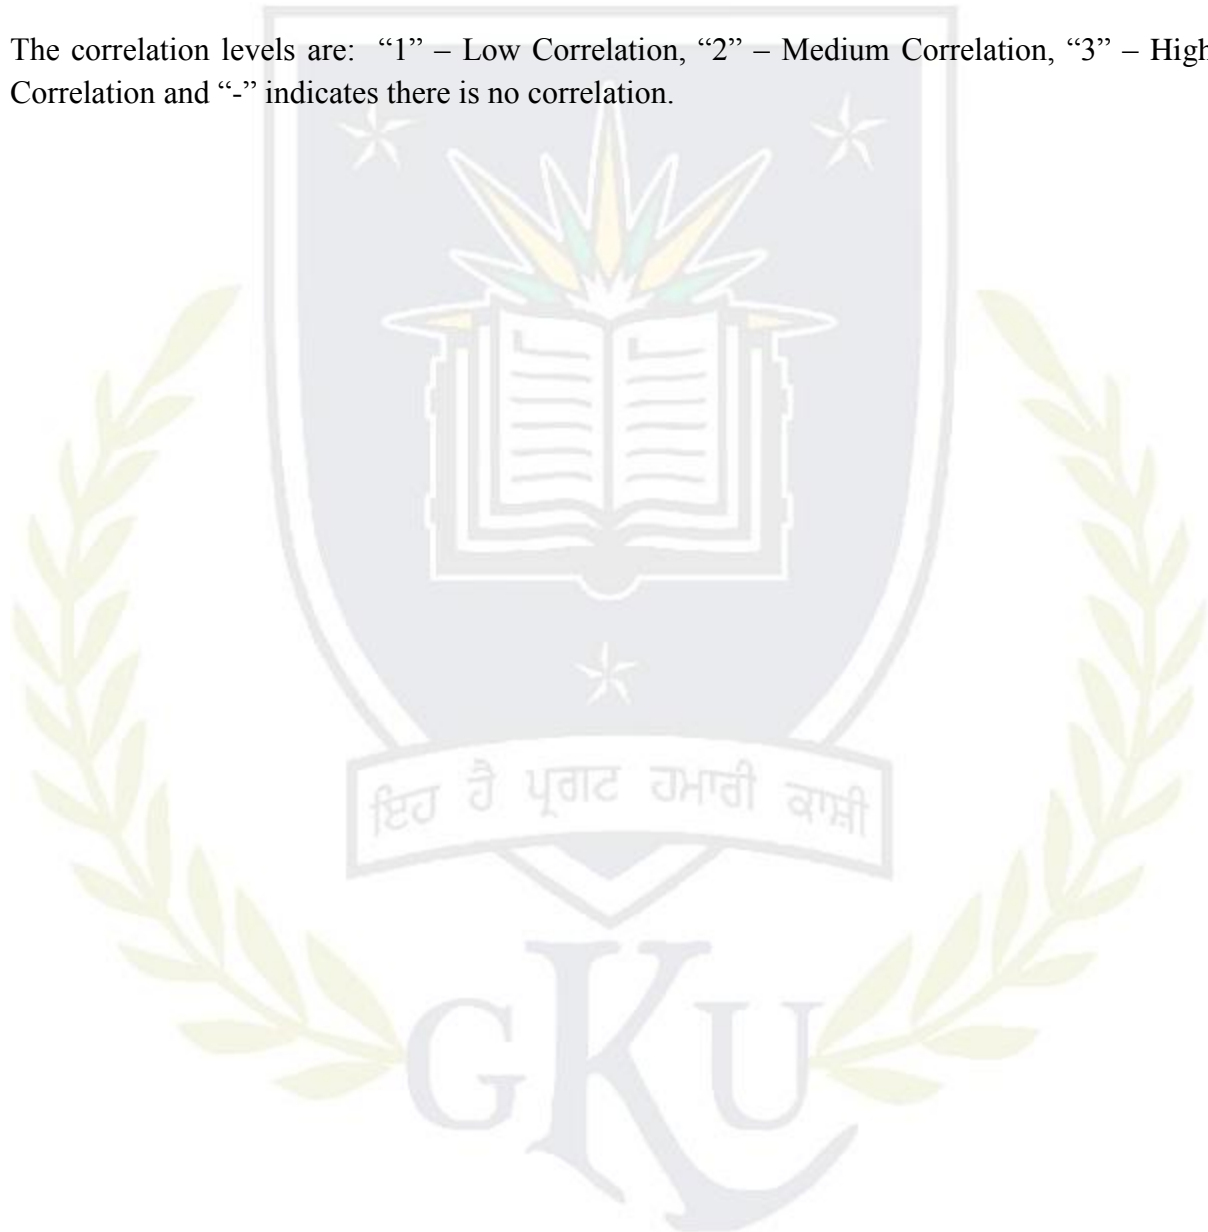 The correlation levels are: “1” – Low Correlation, “2” – Medium Correlation, “3” – High
Correlation and “-” indicates there is no correlation.
ਇਹ ਹੈ ਪ੍ਰਗਟ ਹਮਾਰੀ ਕਾਸ਼ੀ
GKU